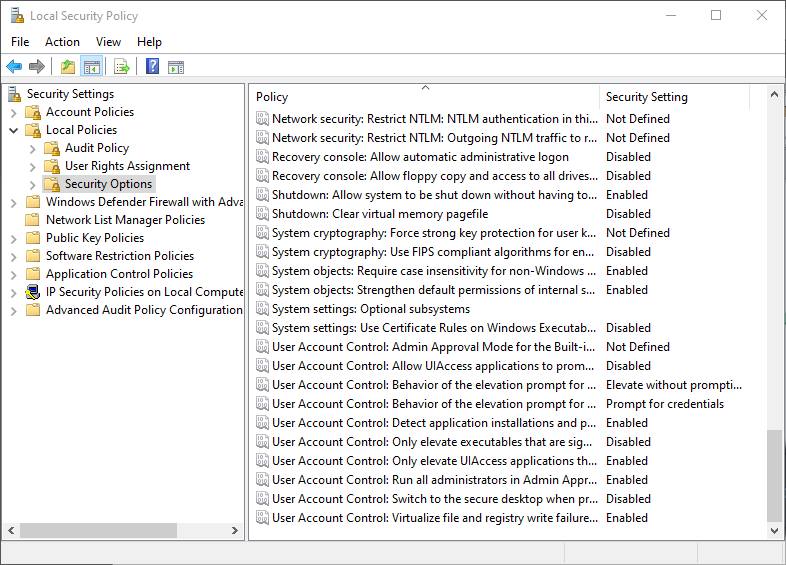 Local Security Policy
File Action View Help
Security Settings
Account Policies
Local Policies
Audit Policy
User Rights Assignment
Security Options
Windows Defender Firewall with Adva
Network List Manager Policies
Public Key Policies
Software Restriction Policies
Application Control Policies
IP Security Policies on Local Compute
Advanced Audit Policy Configuration
Policy Security Setting
Network security: Restrict NTLM: NTLM authentication in thi... Not Defined
Network security: Restrict NTLM: Outgoing NTLM traffic to r... Not Defined
Recovery console: Allow automatic administrative logon Disabled
Recovery console: Allow floppy copy and access to all drives... Disabled
Shutdown: Allow system to be shut down without having to... Enabled
Shutdown: Clear virtual memory pagefile Disabled
System cryptography: Force strong key protection for user k... Not Defined
System cryptography: Use FIPS compliant algorithms for en... Disabled
System objects: Require case insensitivity for non-Windows ... Enabled
System objects: Strengthen default permissions of internal s... Enabled
System settings: Optional subsystems
System settings: Use Certificate Rules on Windows Executab... Disabled
User Account Control: Admin Approval Mode for the Built-i... Not Defined
User Account Control: Allow UIAccess applications to prom... Disabled
User Account Control: Behavior of the elevation prompt for ... Elevate without prompti...
User Account Control: Behavior of the elevation prompt for ... Prompt for credentials
User Account Control: Detect application installations and p... Enabled
User Account Control: Only elevate executables that are sig... Disabled
User Account Control: Only elevate UIAccess applications th... Enabled
User Account Control: Run all administrators in Admin Appr... Enabled
User Account Control: Switch to the secure desktop when pr... Disabled
User Account Control: Virtualize file and registry write failure... Enabled